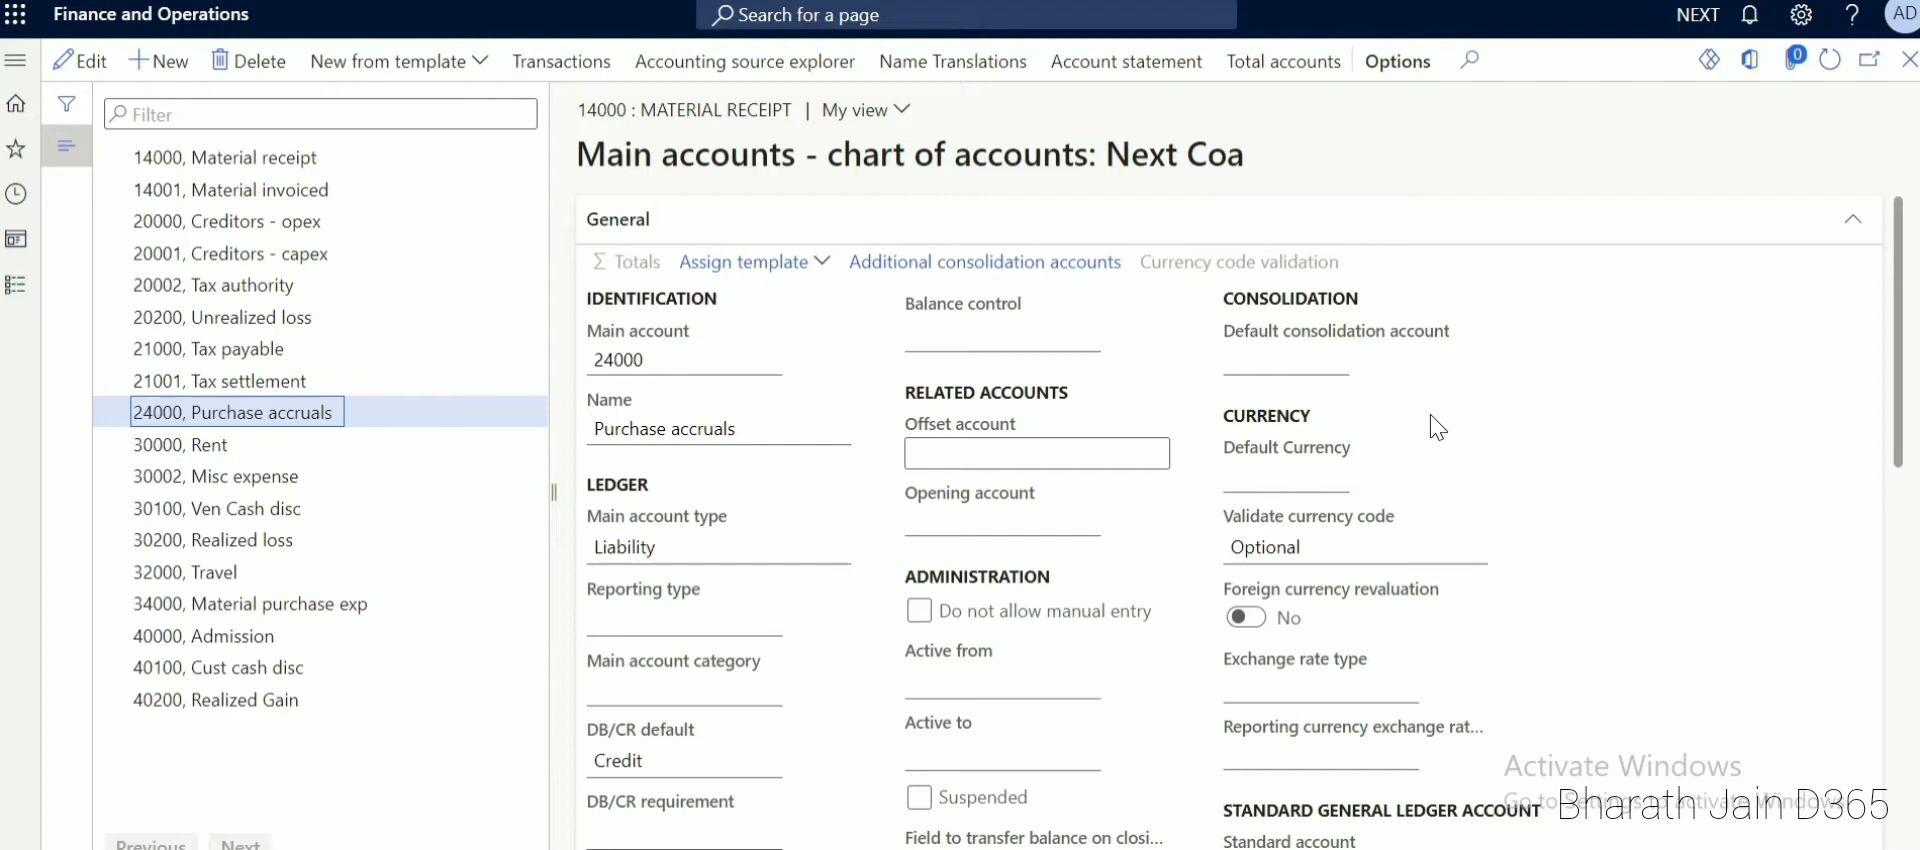 Finance and Operations
Search for a page
NEXT
AD
Edit
New
Delete
New from template
Transactions
Accounting source explorer
Name Translations
Account statement
Total accounts
Options
0
Filter
14000, Material receipt
14001, Material invoiced
20000, Creditors - opex
20001, Creditors - capex
20002, Tax authority
20200, Unrealized loss
21000, Tax payable
21001, Tax settlement
24000, Purchase accruals
30000, Rent
30002, Misc expense
30100, Ven Cash disc
30200, Realized loss
32000, Travel
34000, Material purchase exp
40000, Admission
40100, Cust cash disc
40200, Realized Gain
Previous
Next
14000 : MATERIAL RECEIPT | My view
Main accounts - chart of accounts: Next Coa
General
Σ Totals
Assign template
Additional consolidation accounts
Currency code validation
IDENTIFICATION
Main account
24000
Name
Purchase accruals
LEDGER
Main account type
Liability
Reporting type
Main account category
DB/CR default
Credit
DB/CR requirement
Balance control
RELATED ACCOUNTS
Offset account
Opening account
ADMINISTRATION
Do not allow manual entry
Active from
Active to
Suspended
Field to transfer balance on closi...
CONSOLIDATION
Default consolidation account
CURRENCY
Default Currency
Validate currency code
Optional
Foreign currency revaluation
No
Exchange rate type
Reporting currency exchange rat...
STANDARD GENERAL LEDGER ACCOUNT
Standard account
Activate Windows
Go to Settings to activate Windows.
Bharath Jain D365